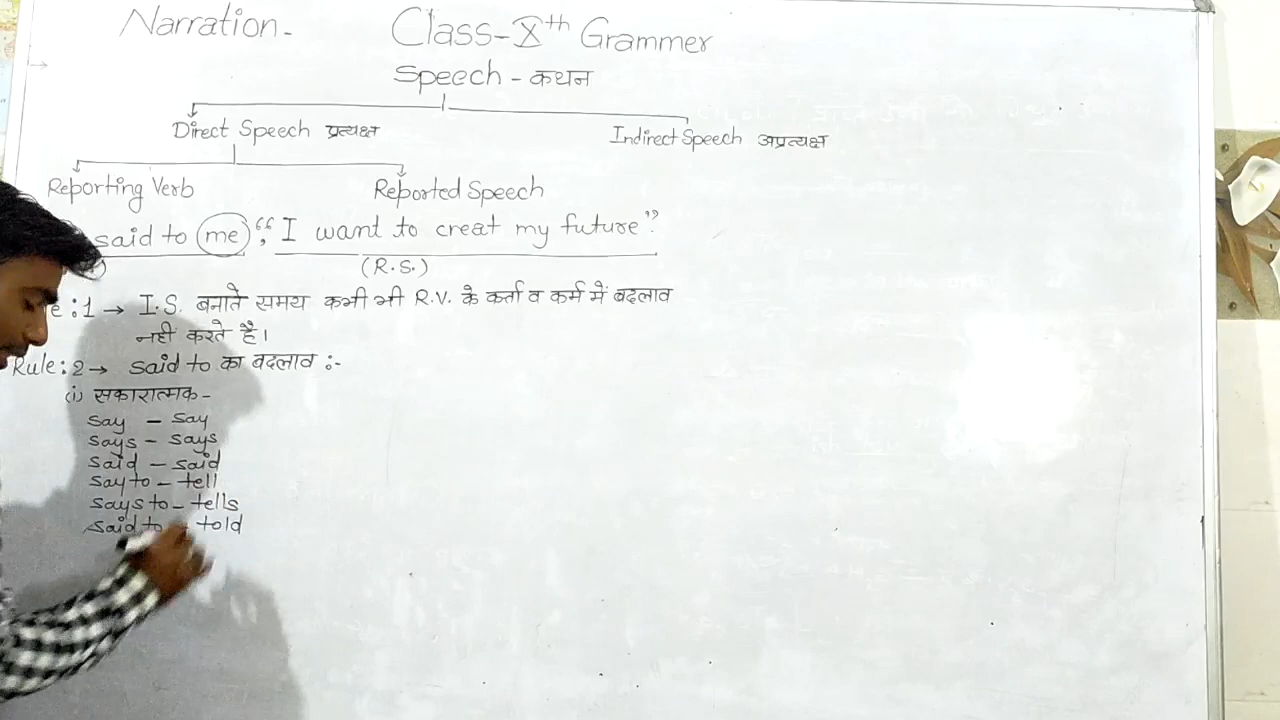 Narration- Class-Xth Grammer
Speech - कथन
Direct Speech प्रत्यक्ष Indirect Speech अप्रत्यक्ष
Reporting Verb Reported Speech
said to me, “I want to creat my future”.
(R.S.)
:1 → I.S. बनाते समय कभी भी R.V. के कर्ता व कर्म में बदलाव
नहीं करते है।
Rule:2→ said to का बदलाव :-
(i) सकारात्मक-
say - say
says - says
said - said
say to - tell
says to - tells
said to - told